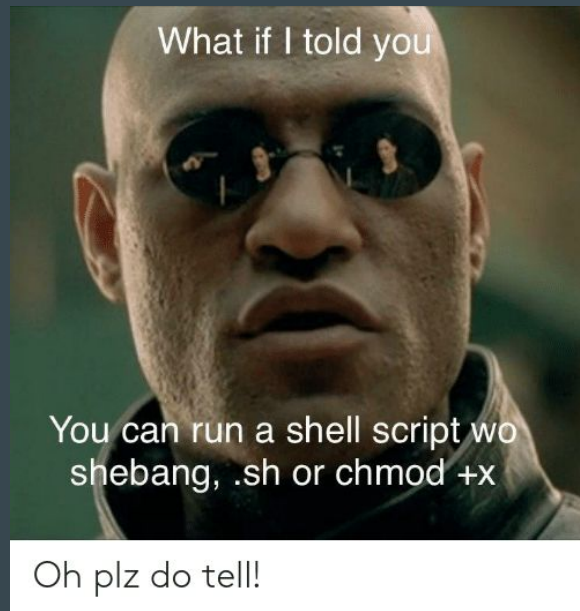 What if I told you
You can run a shell script wo
shebang, .sh or chmod +x
Oh plz do tell!